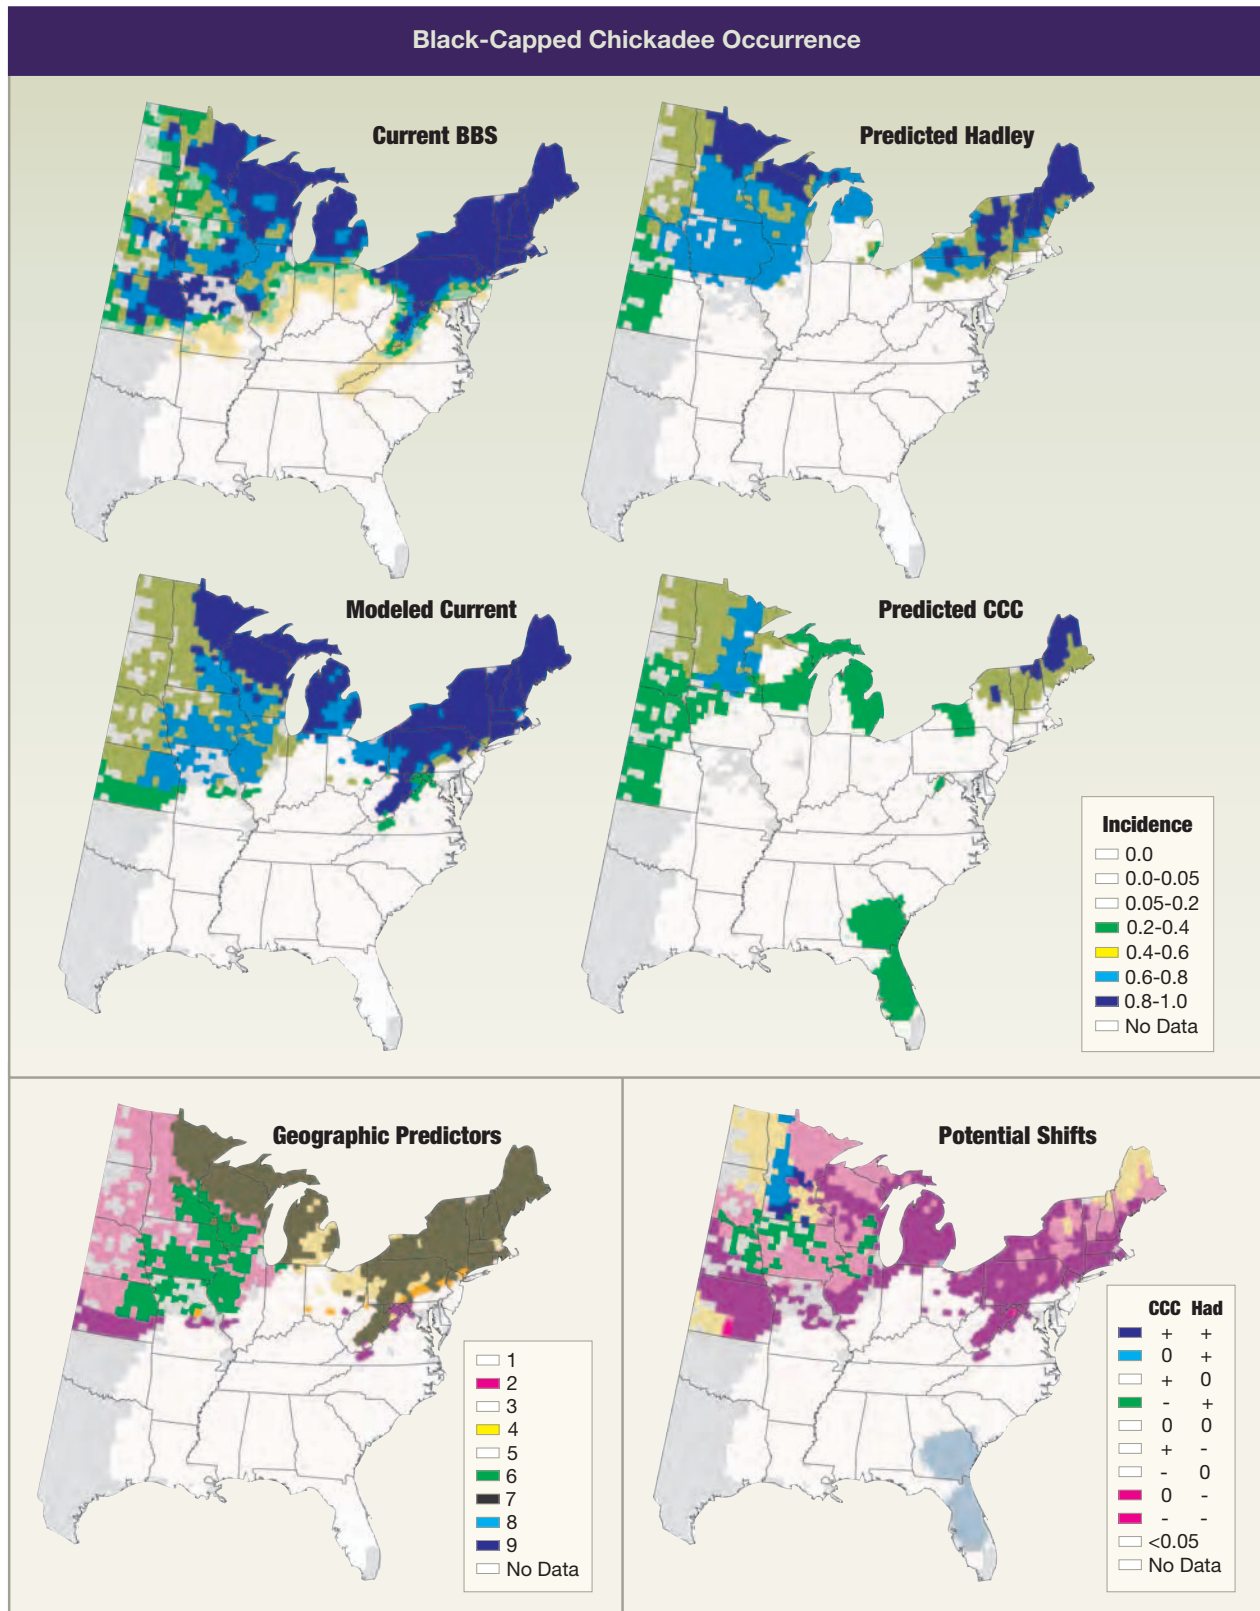 Black-Capped Chickadee Occurrence
Current BBS
Predicted Hadley
Modeled Current
Predicted CCC
Incidence
0.0
0.0-0.05
0.05-0.2
0.2-0.4
0.4-0.6
0.6-0.8
0.8-1.0
No Data
Geographic Predictors
1
2
3
4
5
6
7
8
9
No Data
Potential Shifts
CCC Had
+ +
0 +
+ 0
- +
0 0
+ -
- 0
0 -
- -
<0.05
No Data